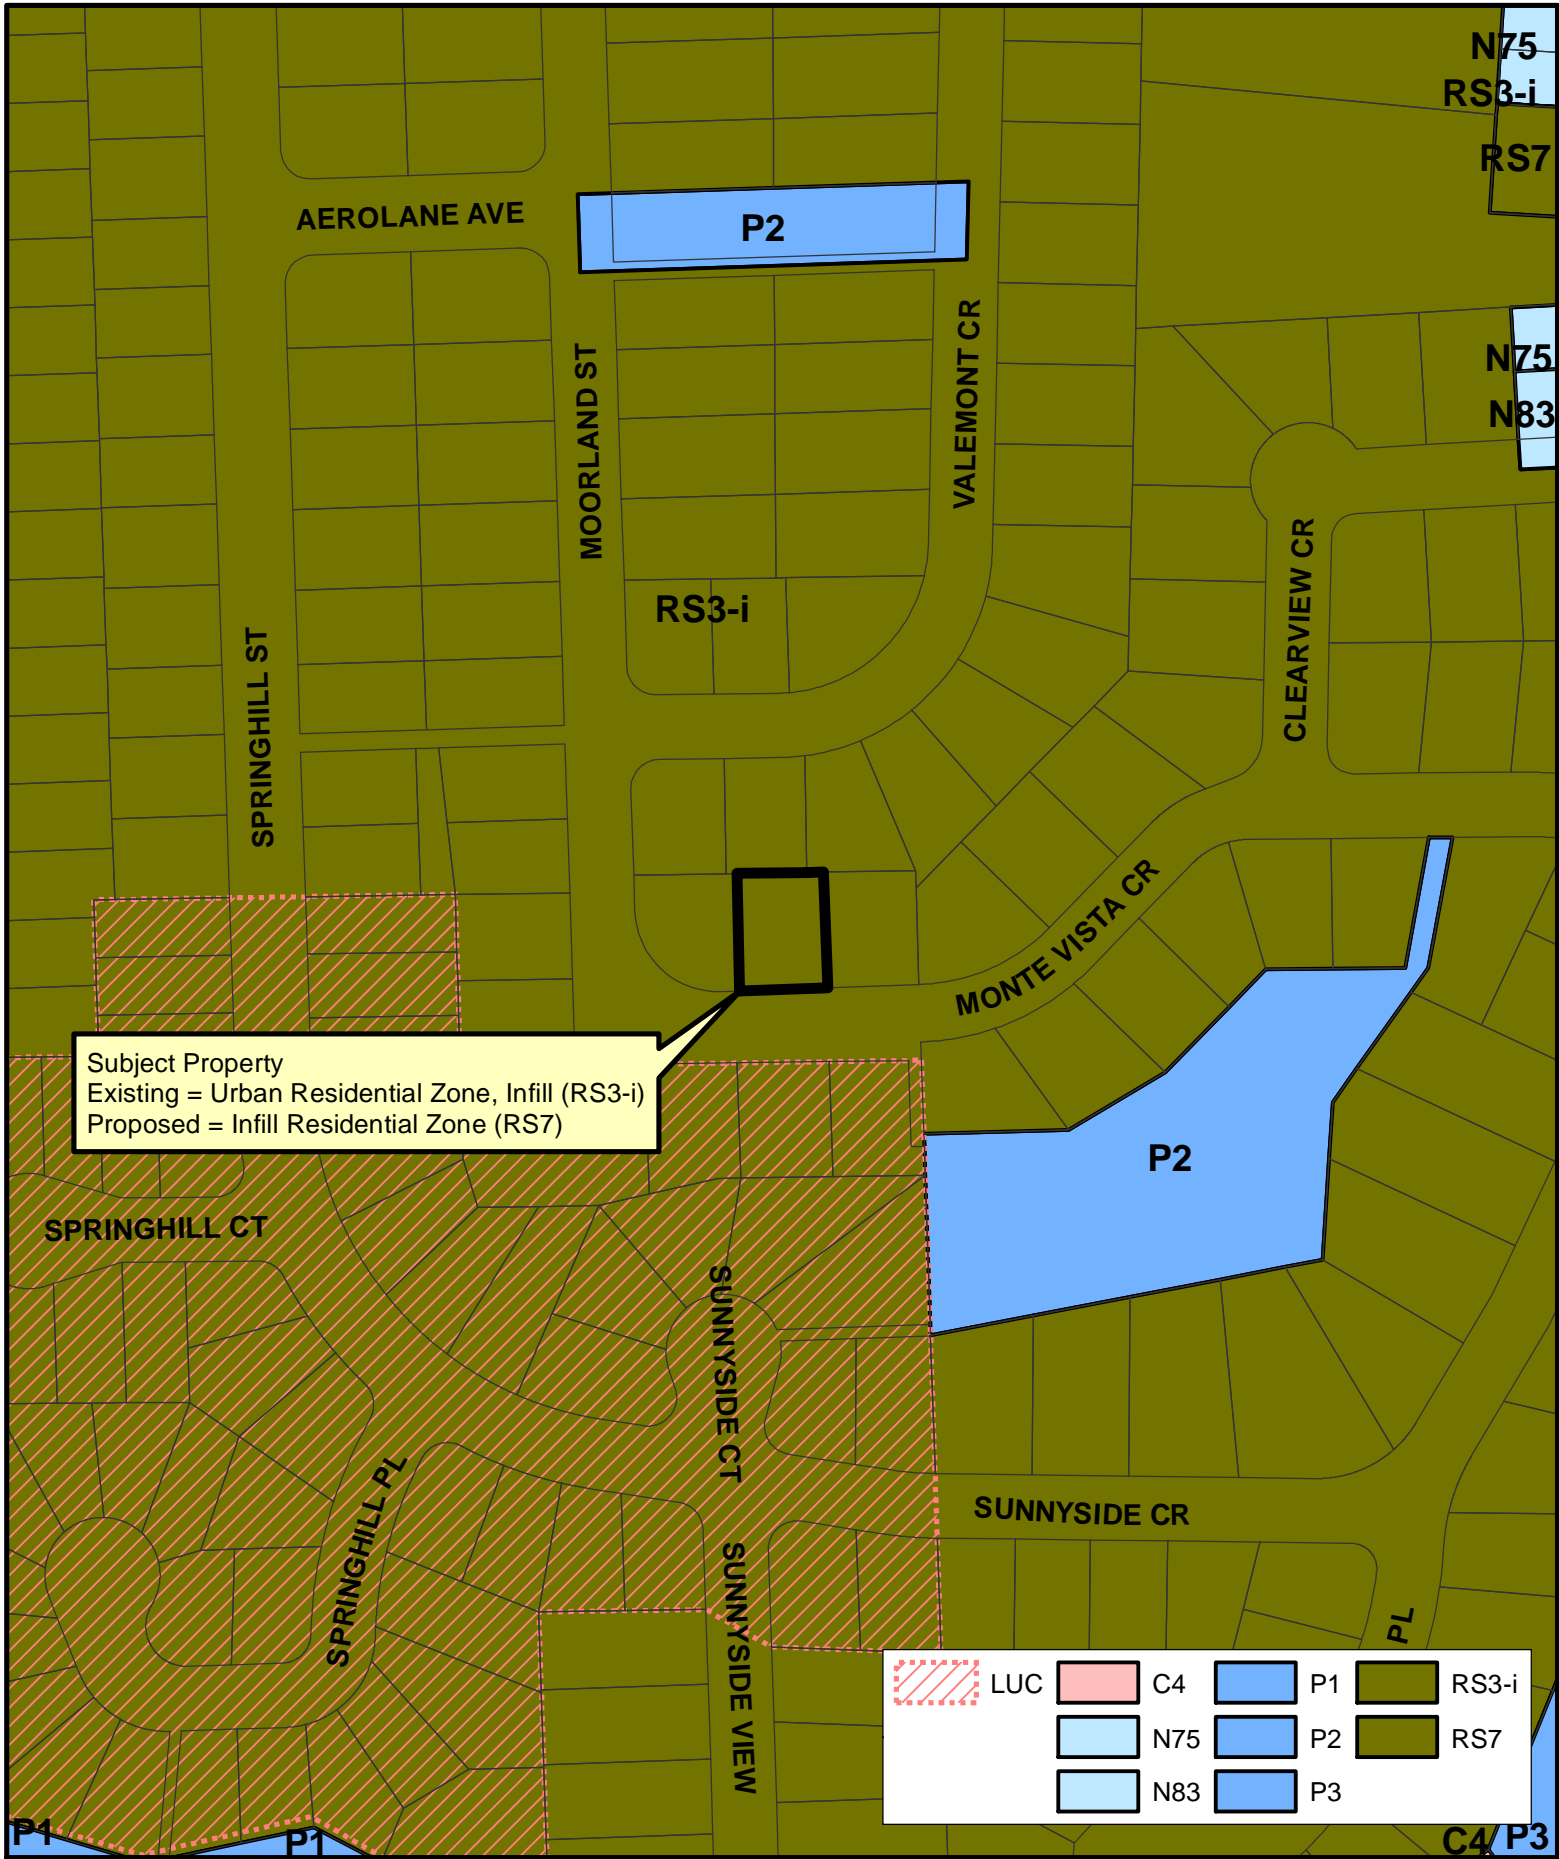 N75
RS3-i
RS7
AEROLANE AVE
P2
MOORLAND ST
VALEMONT CR
N75
N83
CLEARVIEW CR
RS3-i
SPRINGHILL ST
MONTE VISTA CR
Subject Property
Existing = Urban Residential Zone, Infill (RS3-i)
Proposed = Infill Residential Zone (RS7)
P2
SPRINGHILL CT
SUNNYSIDE CT
SPRINGHILL PL
SUNNYSIDE CR
SUNNYSIDE VIEW
PL
LUC
C4
P1
RS3-i
N75
P2
RS7
N83
P3
P1
P1
C4
P3